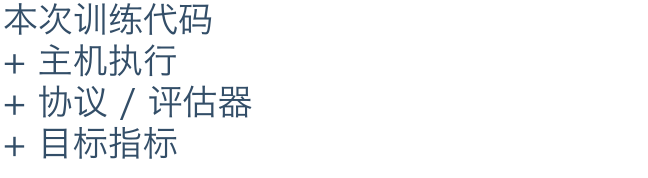 本次训练代码
+ 主机执行
+ 协议 / 评估器
+ 目标指标